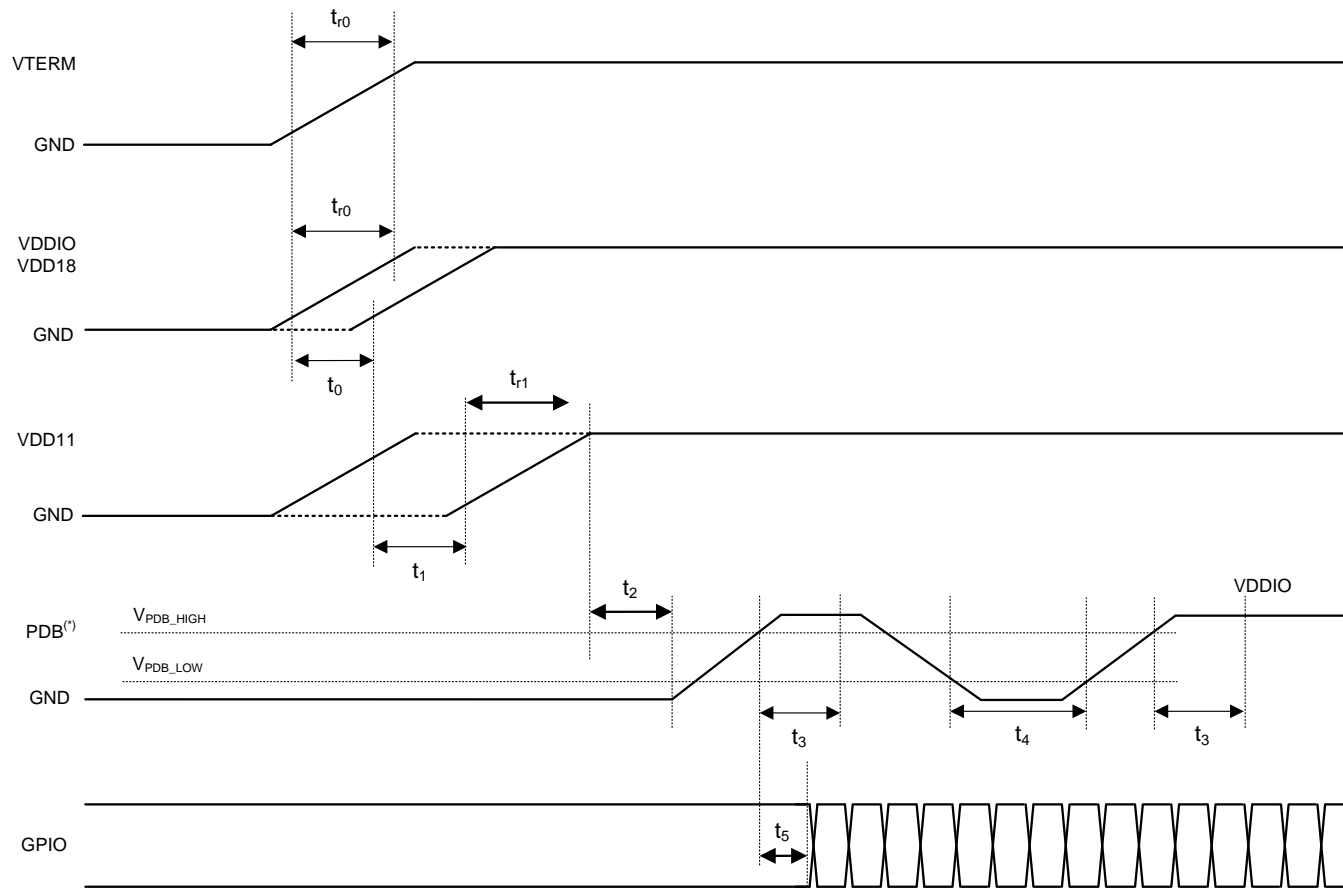 tr0
VTERM
GND
tr0
VDDIO
VDD18
GND
t0
tr1
VDD11
GND
t1
t2
VDDIO
VPDB_HIGH
PDB(*)
VPDB_LOW
GND
t3
t4
t3
t5
GPIO